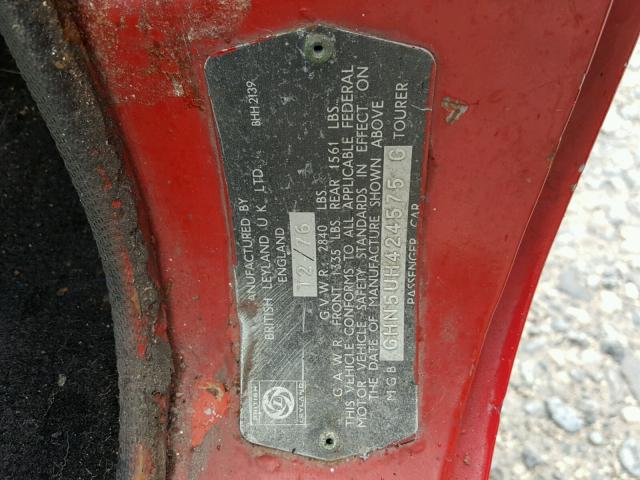 BHH 2139
MANUFACTURED BY
BRITISH LEYLAND U K LTD.
ENGLAND
12/76
G.V.W.R. 2840 LBS.
G A W R FRONT 1335 LBS. REAR 1561 LBS.
THIS VEHICLE CONFORMS TO ALL APPLICABLE FEDERAL
MOTOR VEHICLE SAFETY STANDARDS IN EFFECT ON
THE DATE OF MANUFACTURE SHOWN ABOVE
MGB GHN5UH424575 G TOURER
PASSENGER CAR